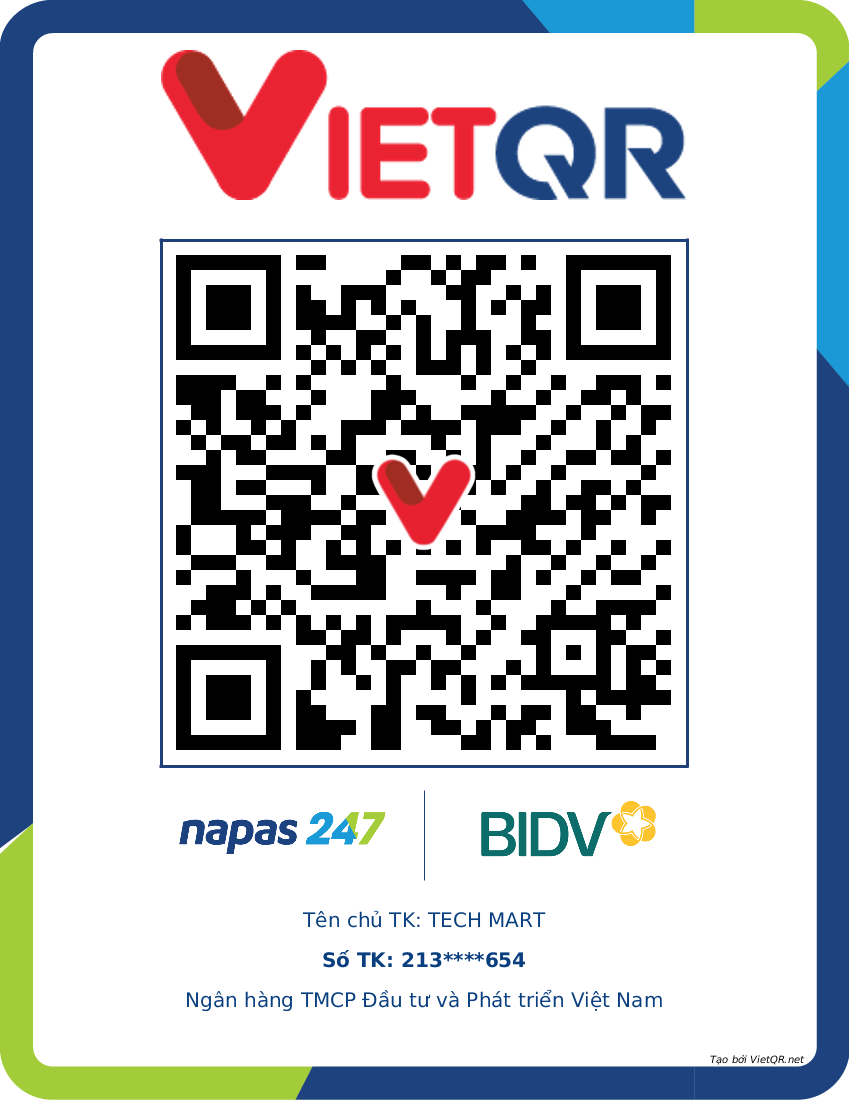 VIETQR
napas 247
BIDV
Tên chủ TK: TECH MART
Số TK: 213****654
Ngân hàng TMCP Đầu tư và Phát triển Việt Nam
Tạo bởi VietQR.net